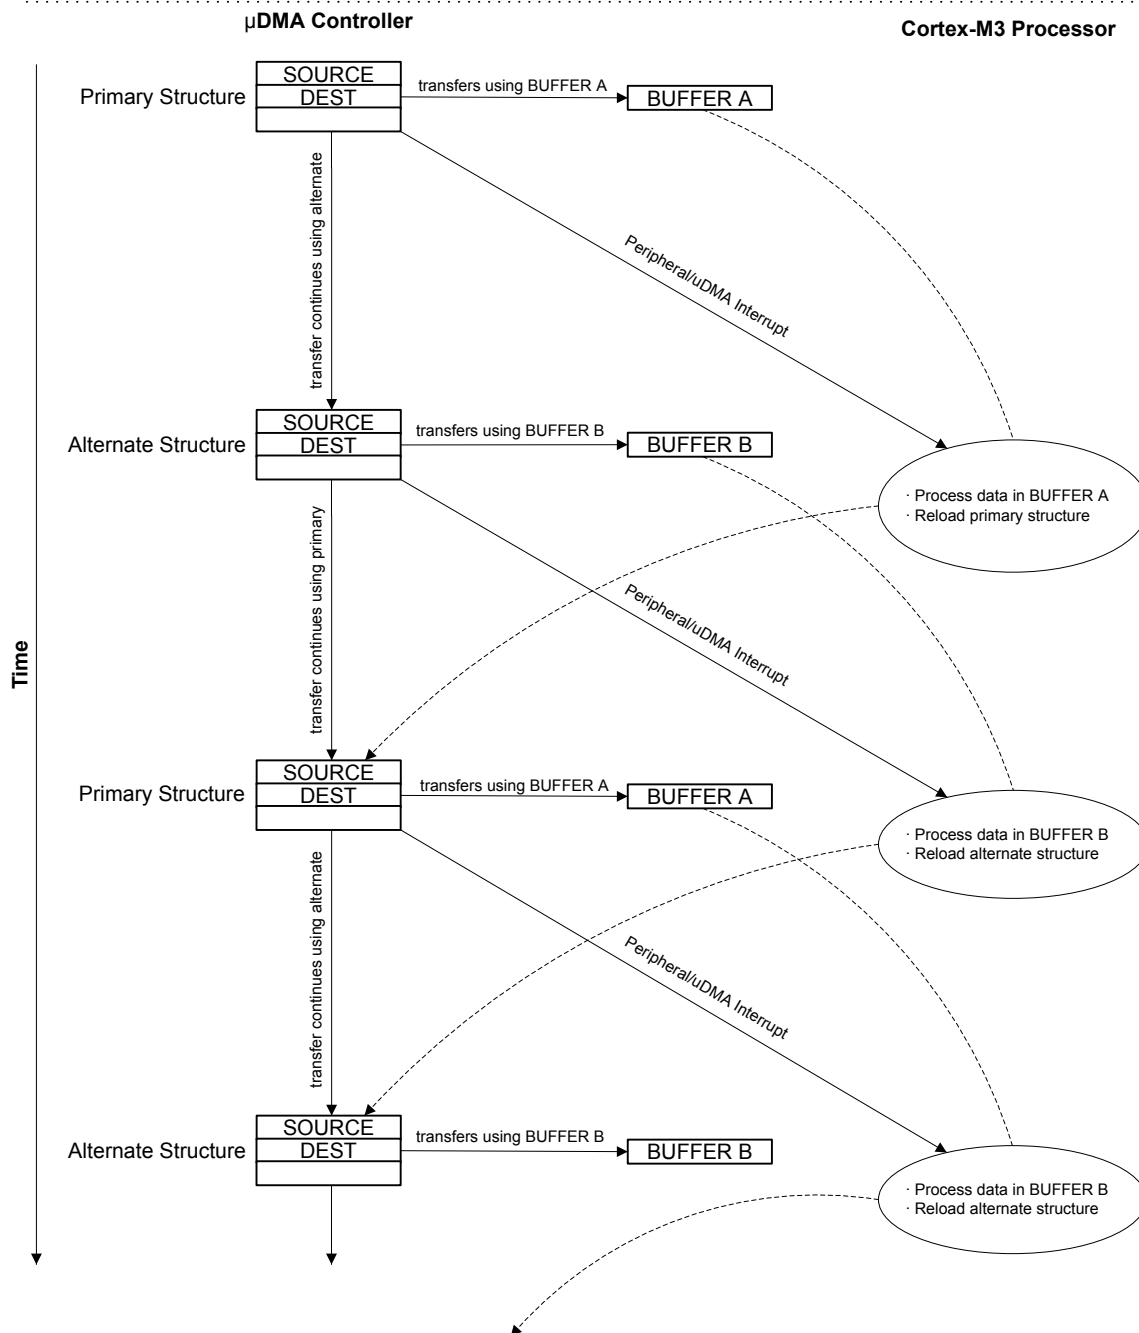 µDMA Controller
Cortex-M3 Processor
SOURCE
Primary Structure
DEST
transfers using BUFFER A
BUFFER A
transfer continues using alternate
Peripheral/uDMA Interrupt
SOURCE
Alternate Structure
DEST
transfers using BUFFER B
BUFFER B
· Process data in BUFFER A
· Reload primary structure
transfer continues using primary
Peripheral/uDMA Interrupt
Time
SOURCE
Primary Structure
DEST
transfers using BUFFER A
BUFFER A
· Process data in BUFFER B
· Reload alternate structure
transfer continues using alternate
Peripheral/uDMA Interrupt
SOURCE
Alternate Structure
DEST
transfers using BUFFER B
BUFFER B
· Process data in BUFFER B
· Reload alternate structure